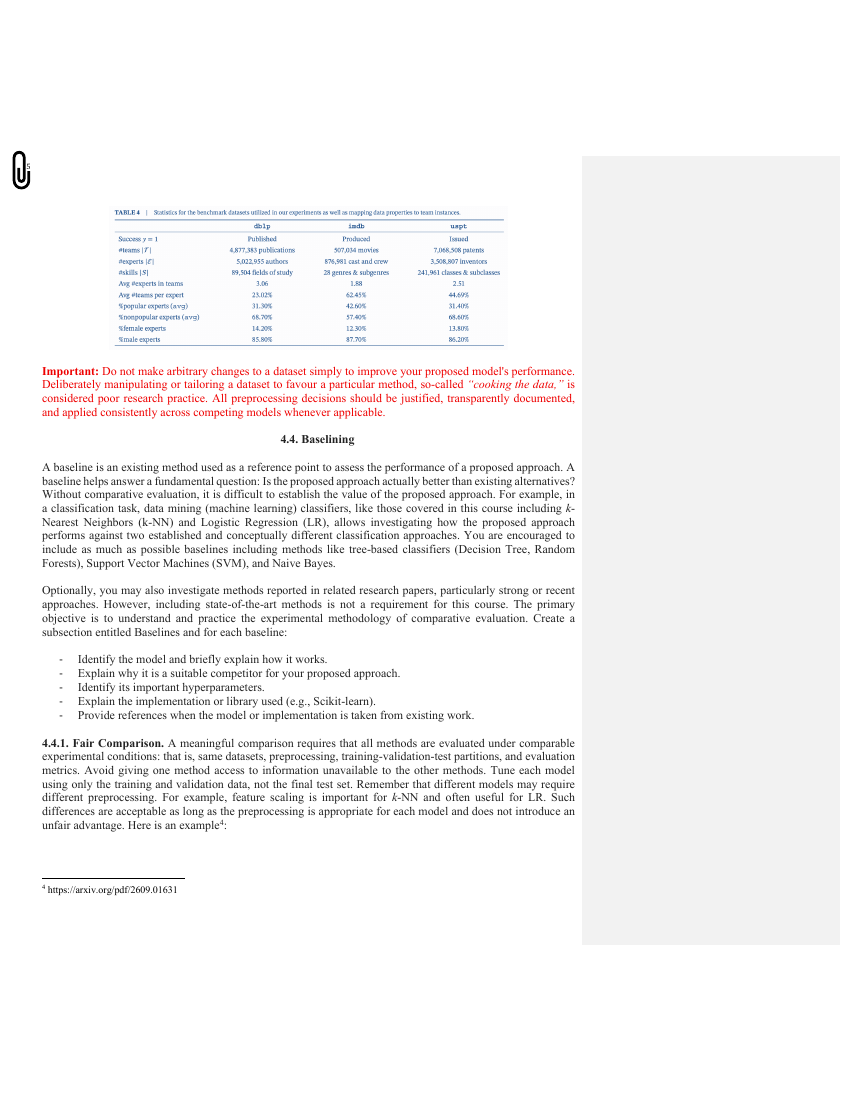 5
TABLE 4 | Statistics for the benchmark datasets utilized in our experiments as well as mapping data properties to team instances.
dblp imdb uspt
Success y = 1 Published Produced Issued
#teams |𝒯| 4,877,383 publications 507,034 movies 7,068,508 patents
#experts |ℰ| 5,022,955 authors 876,981 cast and crew 3,508,807 inventors
#skills |𝒮| 89,504 fields of study 28 genres & subgenres 241,961 classes & subclasses
Avg #experts in teams 3.06 1.88 2.51
Avg #teams per expert 23.02% 62.45% 44.69%
%popular experts (avg) 31.30% 42.60% 31.40%
%nonpopular experts (avg) 68.70% 57.40% 68.60%
%female experts 14.20% 12.30% 13.80%
%male experts 85.80% 87.70% 86.20%
Important: Do not make arbitrary changes to a dataset simply to improve your proposed model's performance.
Deliberately manipulating or tailoring a dataset to favour a particular method, so-called “cooking the data,” is
considered poor research practice. All preprocessing decisions should be justified, transparently documented,
and applied consistently across competing models whenever applicable.
4.4. Baselining
A baseline is an existing method used as a reference point to assess the performance of a proposed approach. A
baseline helps answer a fundamental question: Is the proposed approach actually better than existing alternatives?
Without comparative evaluation, it is difficult to establish the value of the proposed approach. For example, in
a classification task, data mining (machine learning) classifiers, like those covered in this course including k-
Nearest Neighbors (k-NN) and Logistic Regression (LR), allows investigating how the proposed approach
performs against two established and conceptually different classification approaches. You are encouraged to
include as much as possible baselines including methods like tree-based classifiers (Decision Tree, Random
Forests), Support Vector Machines (SVM), and Naive Bayes.
Optionally, you may also investigate methods reported in related research papers, particularly strong or recent
approaches. However, including state-of-the-art methods is not a requirement for this course. The primary
objective is to understand and practice the experimental methodology of comparative evaluation. Create a
subsection entitled Baselines and for each baseline:
- Identify the model and briefly explain how it works.
- Explain why it is a suitable competitor for your proposed approach.
- Identify its important hyperparameters.
- Explain the implementation or library used (e.g., Scikit-learn).
- Provide references when the model or implementation is taken from existing work.
4.4.1. Fair Comparison. A meaningful comparison requires that all methods are evaluated under comparable
experimental conditions: that is, same datasets, preprocessing, training-validation-test partitions, and evaluation
metrics. Avoid giving one method access to information unavailable to the other methods. Tune each model
using only the training and validation data, not the final test set. Remember that different models may require
different preprocessing. For example, feature scaling is important for k-NN and often useful for LR. Such
differences are acceptable as long as the preprocessing is appropriate for each model and does not introduce an
unfair advantage. Here is an example4:
4 https://arxiv.org/pdf/2609.01631